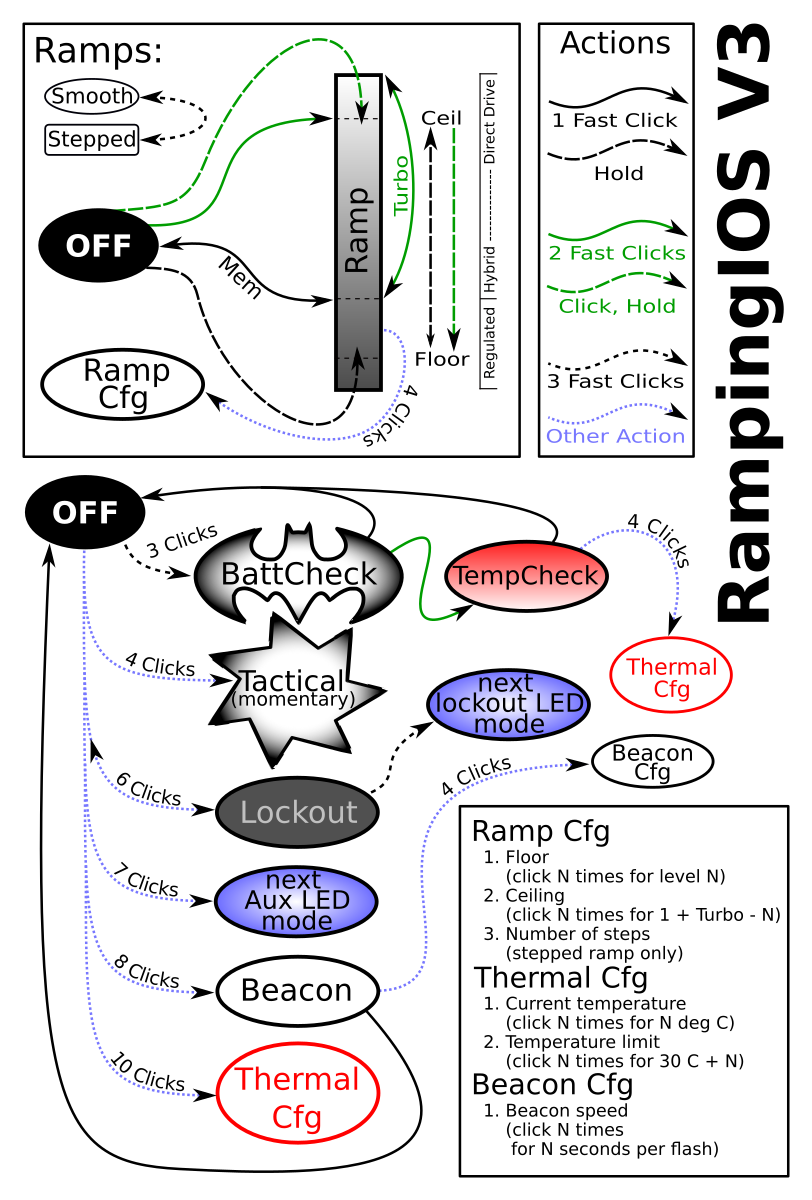 Ramps:
Smooth
Stepped
OFF
Mem
Ramp
Turbo
Ceil
Floor
Regulated
Hybrid
Direct Drive
Ramp
Cfg
4 Clicks
Actions
1 Fast Click
Hold
2 Fast Clicks
Click, Hold
3 Fast Clicks
Other Action
RampingIOS V3
OFF
3 Clicks
BattCheck
TempCheck
4 Clicks
Thermal
Cfg
4 Clicks
Tactical
(momentary)
next
lockout LED
mode
6 Clicks
Lockout
4 Clicks
Beacon
Cfg
7 Clicks
next
Aux LED
mode
8 Clicks
Beacon
10 Clicks
Thermal
Cfg
Ramp Cfg
1. Floor
(click N times for level N)
2. Ceiling
(click N times for 1 + Turbo - N)
3. Number of steps
(stepped ramp only)
Thermal Cfg
1. Current temperature
(click N times for N deg C)
2. Temperature limit
(click N times for 30 C + N)
Beacon Cfg
1. Beacon speed
(click N times
for N seconds per flash)